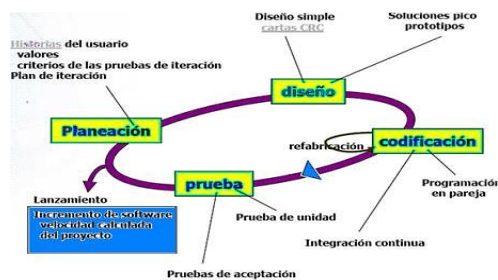 Diseño simple
cartas CRC
Soluciones pico
prototipos
Historias del usuario
valores
criterios de las pruebas de iteración
Plan de iteración
diseño
Planeación
refabricación
codificación
prueba
Programación
en pareja
Lanzamiento
Incremento de software
velocidad calculada
del proyecto
Prueba de unidad
Integración continua
Pruebas de aceptación